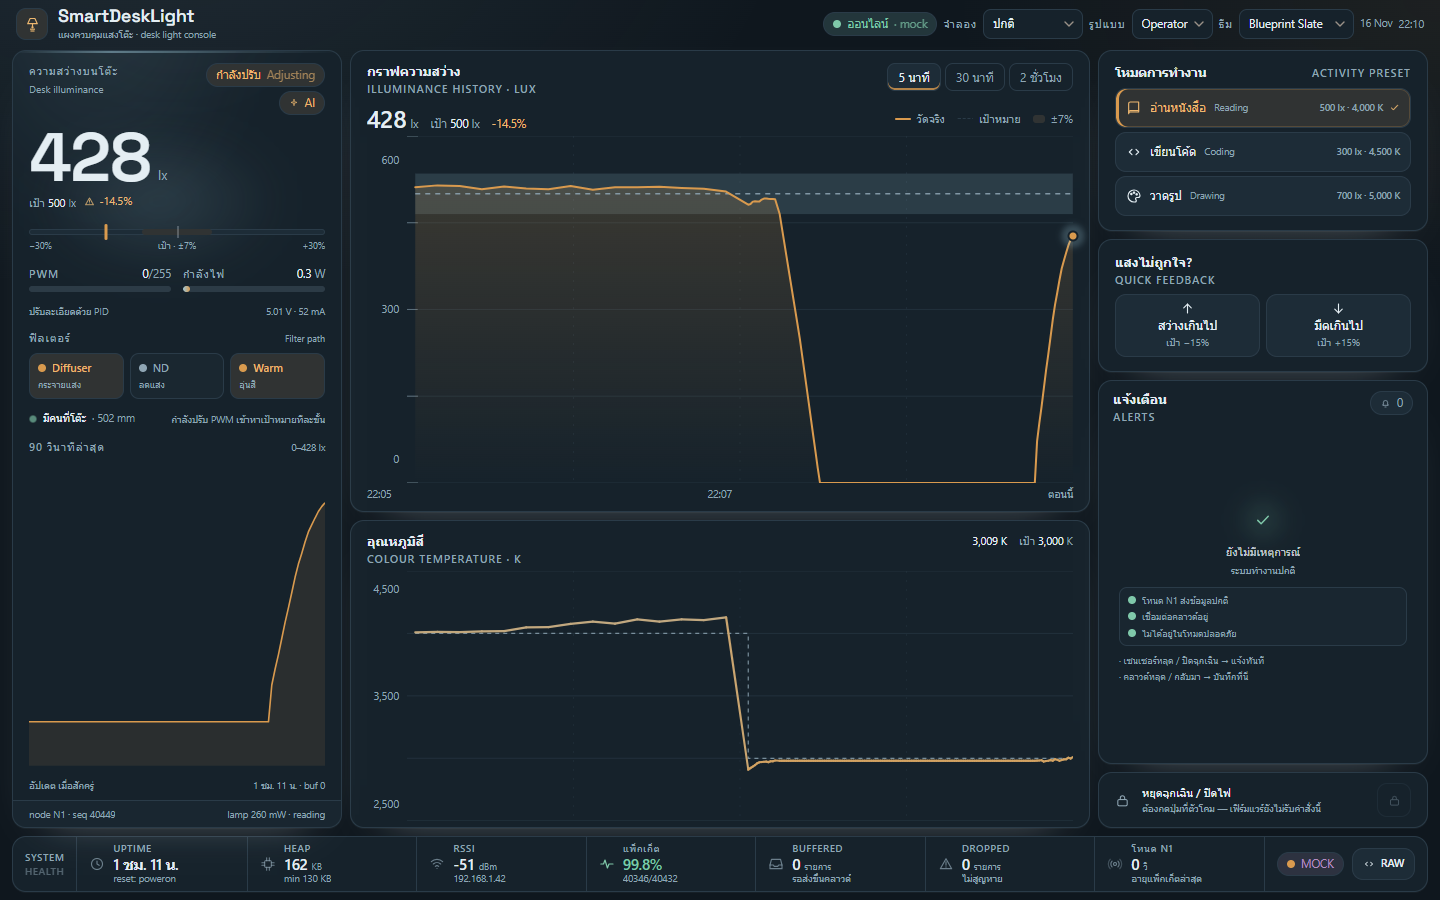 SmartDeskLight
แผงควบคุมแสงโต๊ะ · desk light console
ออนไลน์ · mock
จำลอง
ปกติ
รูปแบบ
Operator
ธีม
Blueprint Slate
16 Nov 22:10
ความสว่างบนโต๊ะ
Desk illuminance
กำลังปรับ Adjusting
AI
428 lx
เป้า 500 lx -14.5%
−30%
เป้า · ±7%
+30%
PWM 0/255
กำลังไฟ 0.3 W
ปรับละเอียดด้วย PID
5.01 V · 52 mA
ฟิลเตอร์
Filter path
Diffuser
กระจายแสง
ND
ลดแสง
Warm
อุ่นสี
มีคนที่โต๊ะ · 502 mm
กำลังปรับ PWM เข้าหาเป้าหมายทีละขั้น
90 วินาทีล่าสุด
0–428 lx
อัปเดต เมื่อสักครู่
1 ชม. 11 น. · buf 0
node N1 · seq 40449
lamp 260 mW · reading
กราฟความสว่าง
ILLUMINANCE HISTORY · LUX
5 นาที
30 นาที
2 ชั่วโมง
428 lx เป้า 500 lx -14.5%
วัดจริง
เป้าหมาย
±7%
600
300
0
22:05
22:07
ตอนนี้
อุณหภูมิสี
COLOUR TEMPERATURE · K
3,009 K เป้า 3,000 K
4,500
3,500
2,500
โหมดการทำงาน
ACTIVITY PRESET
อ่านหนังสือ Reading
500 lx · 4,000 K
เขียนโค้ด Coding
300 lx · 4,500 K
วาดรูป Drawing
700 lx · 5,000 K
แสงไม่ถูกใจ?
QUICK FEEDBACK
สว่างเกินไป
เป้า −15%
มืดเกินไป
เป้า +15%
แจ้งเตือน
ALERTS
0
ยังไม่มีเหตุการณ์
ระบบทำงานปกติ
โหนด N1 ส่งข้อมูลปกติ
เชื่อมต่อคลาวด์อยู่
ไม่ได้อยู่ในโหมดปลอดภัย
· เซนเซอร์หลุด / ปิดฉุกเฉิน → แจ้งทันที
· คลาวด์หลุด / กลับมา → บันทึกที่นี่
หยุดฉุกเฉิน / ปิดไฟ
ต้องกดปุ่มที่ตัวโคม — เฟิร์มแวร์ยังไม่รับคำสั่งนี้
SYSTEM
HEALTH
UPTIME
1 ชม. 11 น.
reset: poweron
HEAP
162 KB
min 130 KB
RSSI
-51 dBm
192.168.1.42
แพ็กเก็ต
99.8%
40346/40432
BUFFERED
0 รายการ
รอส่งขึ้นคลาวด์
DROPPED
0 รายการ
ไม่สูญหาย
โหนด N1
0 วิ
อายุแพ็กเก็ตล่าสุด
MOCK
RAW